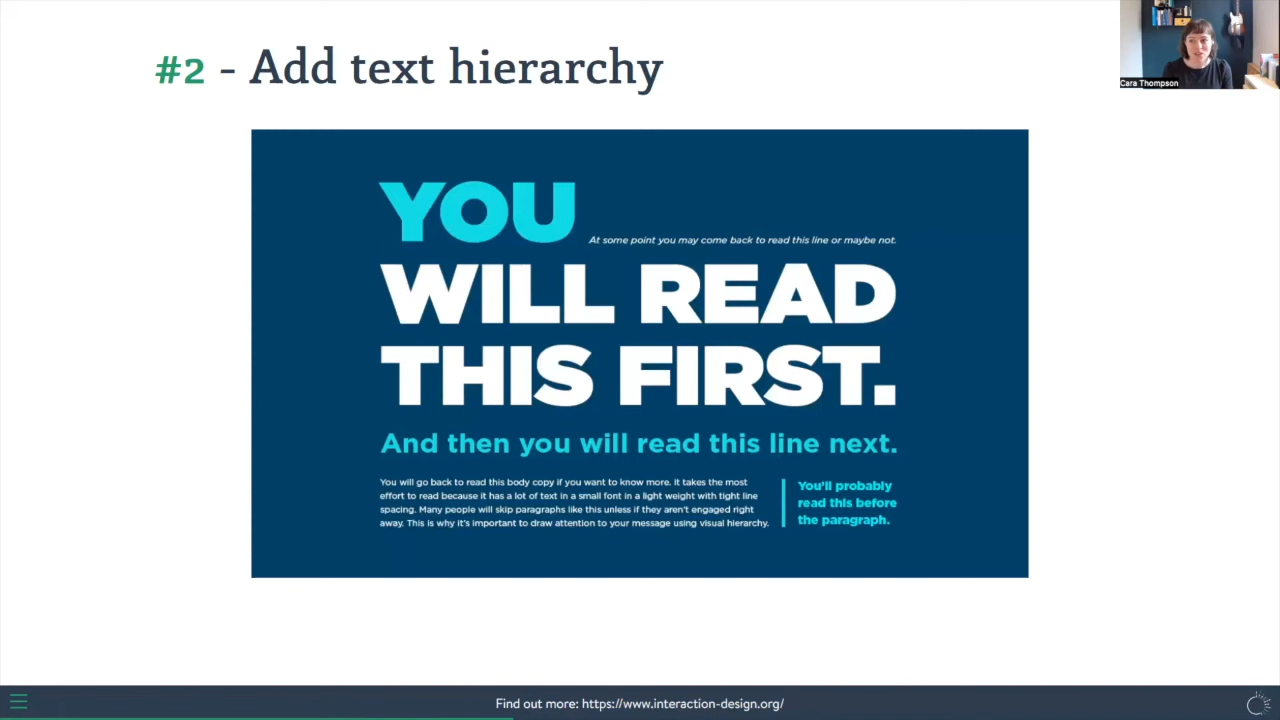 #2 - Add text hierarchy
Cara Thompson
YOU
At some point you may come back to read this line or maybe not.
WILL READ
THIS FIRST.
And then you will read this line next.
You will go back to read this body copy if you want to know more. It takes the most
effort to read because it has a lot of text in a small font in a light weight with tight line
spacing. Many people will skip paragraphs like this unless if they aren't engaged right
away. This is why it's important to draw attention to your message using visual hierarchy.
You'll probably
read this before
the paragraph.
Find out more: https://www.interaction-design.org/